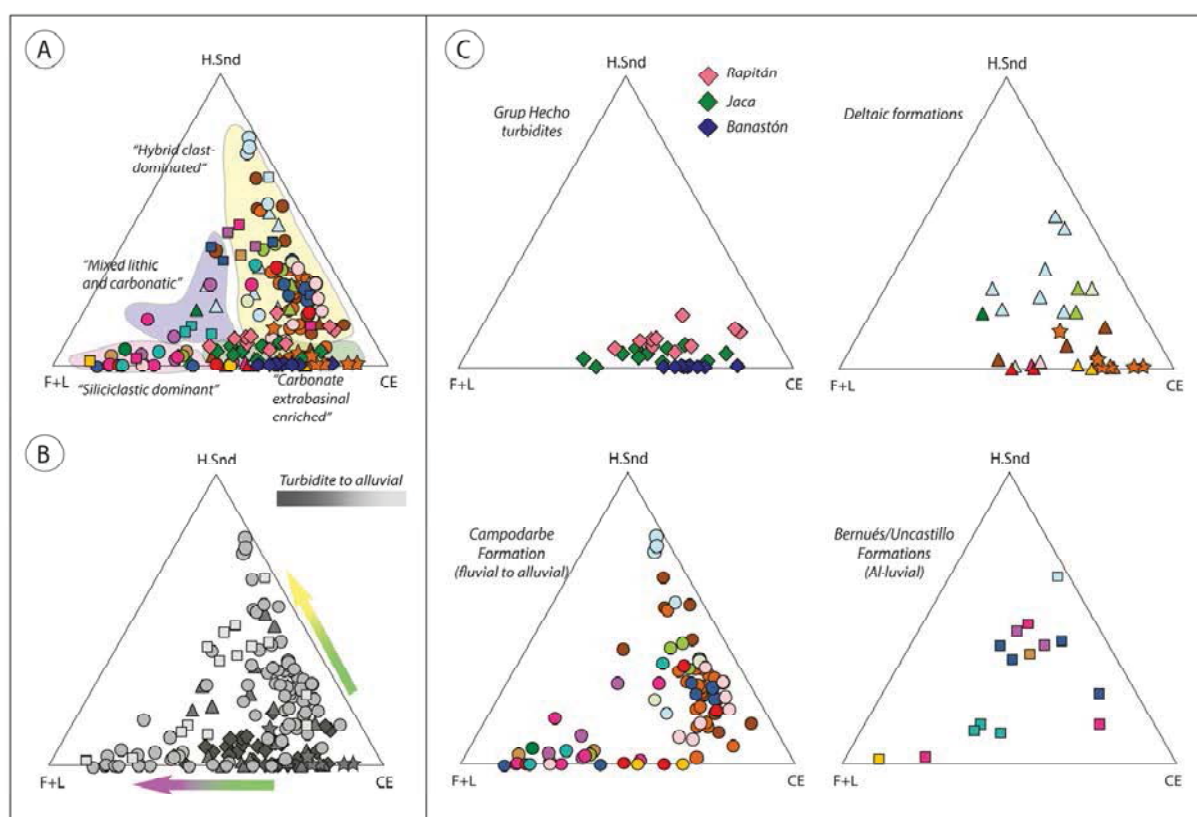 A
H.Snd
"Hybrid clast-
dominated"
"Mixed lithic
and carbonatic"
F+L
CE
"Siliciclastic dominant"
"Carbonate
extrabasinal
enriched"
B
H.Snd
Turbidite to alluvial
F+L
CE
C
H.Snd
Grup Hecho
turbidites
Rapitán
Jaca
Banastón
F+L
CE
H.Snd
Deltaic formations
F+L
CE
H.Snd
Campodarbe
Formation
(fluvial to alluvial)
F+L
CE
H.Snd
Bernués/Uncastillo
Formations
(Al-luvial)
F+L
CE